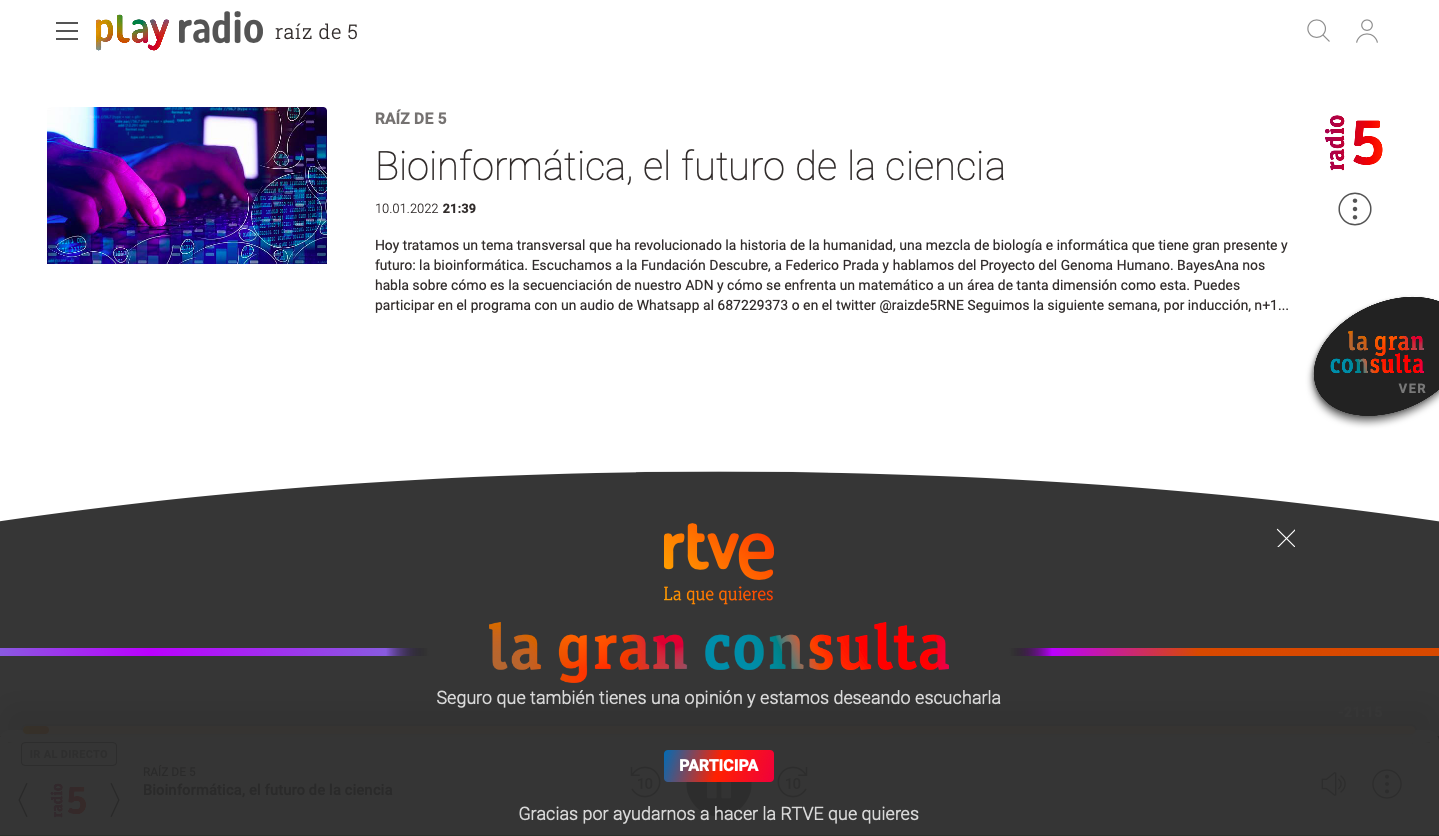 play radio raíz de 5
RAÍZ DE 5
Bioinformática, el futuro de la ciencia
10.01.2022 21:39
Hoy tratamos un tema transversal que ha revolucionado la historia de la humanidad, una mezcla de biología e informática que tiene gran presente y
futuro: la bioinformática. Escuchamos a la Fundación Descubre, a Federico Prada y hablamos del Proyecto del Genoma Humano. BayesAna nos
habla sobre cómo es la secuenciación de nuestro ADN y cómo se enfrenta un matemático a un área de tanta dimensión como esta. Puedes
participar en el programa con un audio de Whatsapp al 687229373 o en el twitter @raizde5RNE Seguimos la siguiente semana, por inducción, n+1...
radio 5
la gran
consulta
VER
rtve
La que quieres
la gran consulta
Seguro que también tienes una opinión y estamos deseando escucharla
PARTICIPA
Gracias por ayudarnos a hacer la RTVE que quieres
IR AL DIRECTO
radio 5
RAÍZ DE 5
Bioinformática, el futuro de la ciencia
10
10